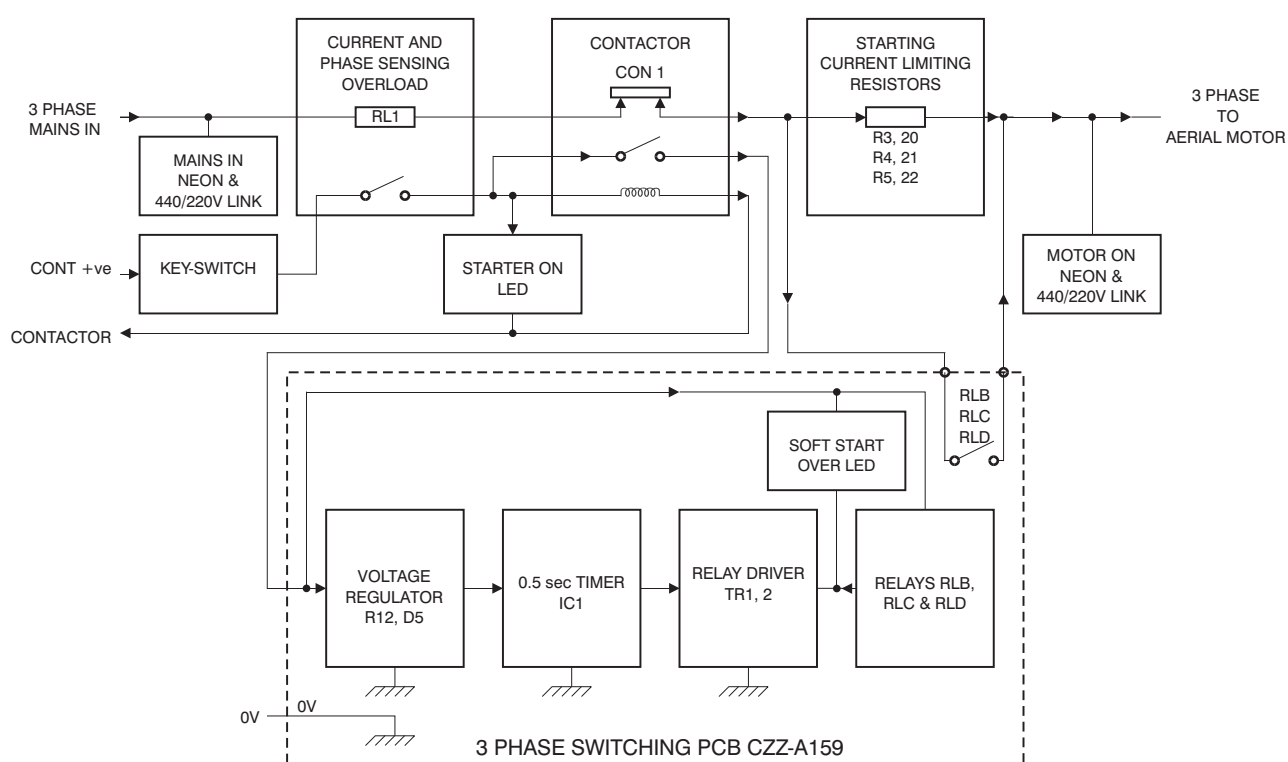 CURRENT AND
PHASE SENSING
OVERLOAD
CONTACTOR
CON 1
STARTING
CURRENT LIMITING
RESISTORS
3 PHASE
MAINS IN
RL1
R3, 20
R4, 21
R5, 22
3 PHASE
TO
AERIAL MOTOR
MAINS IN
NEON &
440/220V LINK
CONT +ve
KEY-SWITCH
STARTER ON
LED
MOTOR ON
NEON &
440/220V LINK
CONTACTOR
RLB
RLC
RLD
SOFT START
OVER LED
VOLTAGE
REGULATOR
R12, D5
0.5 sec TIMER
IC1
RELAY DRIVER
TR1, 2
RELAYS RLB,
RLC & RLD
0V
0V
3 PHASE SWITCHING PCB CZZ-A159